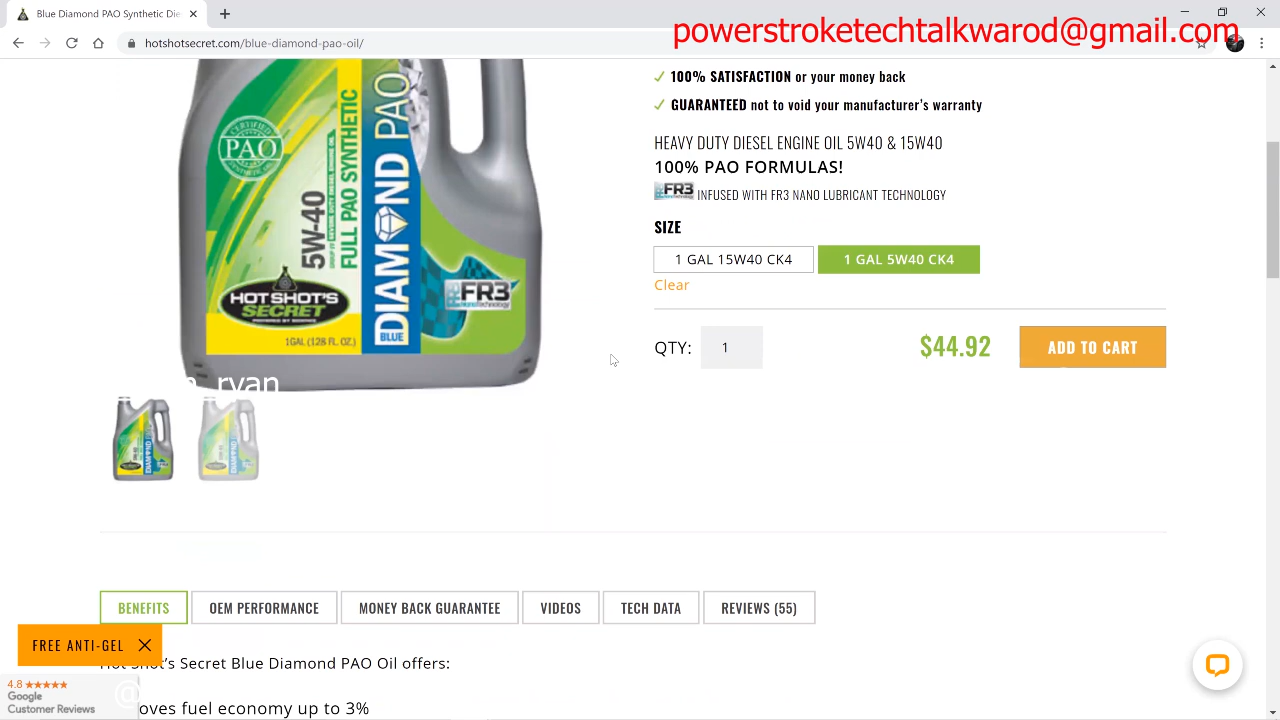 Blue Diamond PAO Synthetic Die
powerstroketechtalkwarod@gmail.com
hotshotsecret.com/blue-diamond-pao-oil/
100% SATISFACTION or your money back
GUARANTEED not to void your manufacturer's warranty
HEAVY DUTY DIESEL ENGINE OIL 5W40 & 15W40
100% PAO FORMULAS!
FR3 INFUSED WITH FR3 NANO LUBRICANT TECHNOLOGY
SIZE
1 GAL 15W40 CK4
1 GAL 5W40 CK4
Clear
QTY: 1 $44.92 ADD TO CART
CERTIFIED
PAO
5W-40
FULL PAO SYNTHETIC
BLUE DIAMOND PAO
HOT SHOT'S
SECRET
FR3
1GAL (128 FL. OZ.)
ryan
BENEFITS
OEM PERFORMANCE
MONEY BACK GUARANTEE
VIDEOS
TECH DATA
REVIEWS (55)
FREE ANTI-GEL
Hot Shot's Secret Blue Diamond PAO Oil offers:
4.8 ★★★★★
Google
Customer Reviews
@
oves fuel economy up to 3%